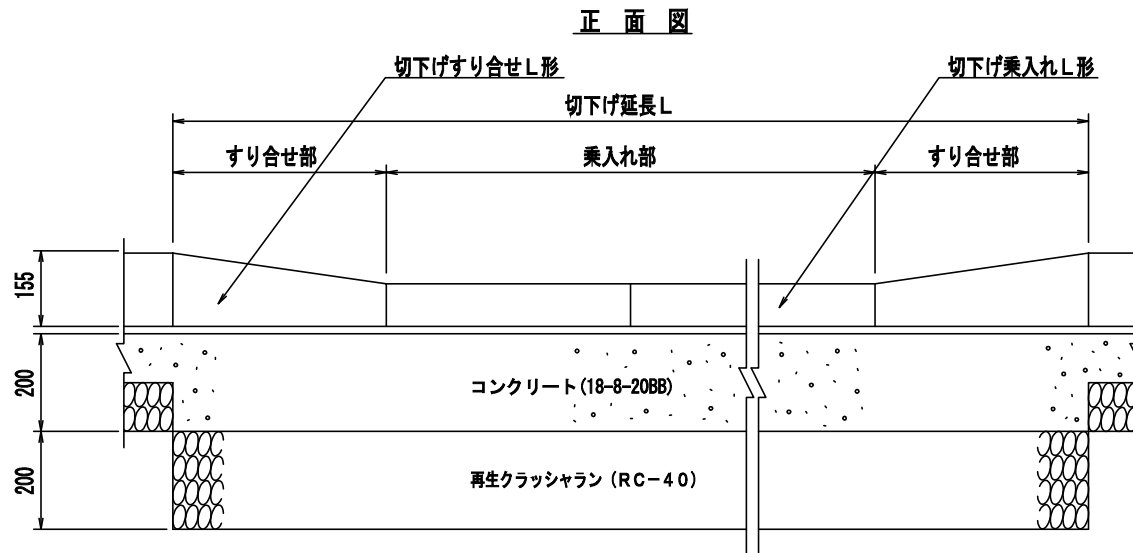 正面図
切下げすり合せL形
切下げ乗入れL形
切下げ延長L
すり合せ部
乗入れ部
すり合せ部
155
200
コンクリート(18-8-20BB)
200
再生クラッシャラン(RC-40)